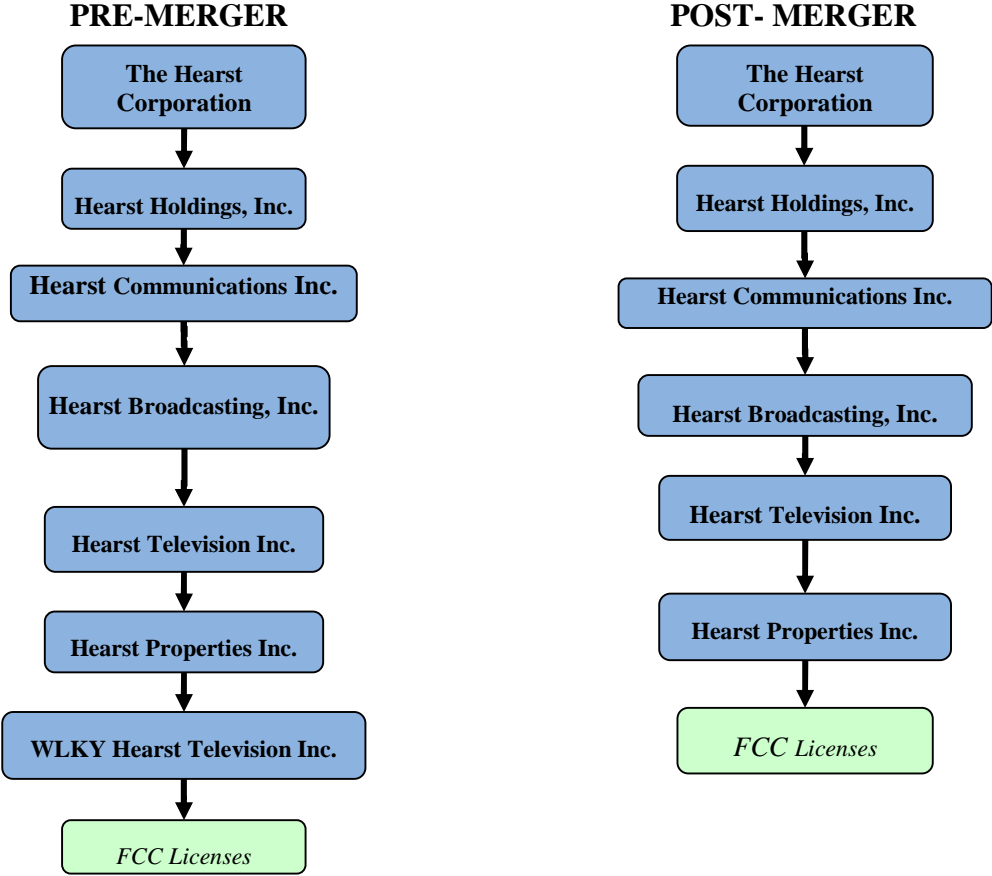 PRE-MERGER
The Hearst
Corporation
Hearst Holdings, Inc.
Hearst Communications Inc.
Hearst Broadcasting, Inc.
Hearst Television Inc.
Hearst Properties Inc.
WLKY Hearst Television Inc.
FCC Licenses
POST- MERGER
The Hearst
Corporation
Hearst Holdings, Inc.
Hearst Communications Inc.
Hearst Broadcasting, Inc.
Hearst Television Inc.
Hearst Properties Inc.
FCC Licenses